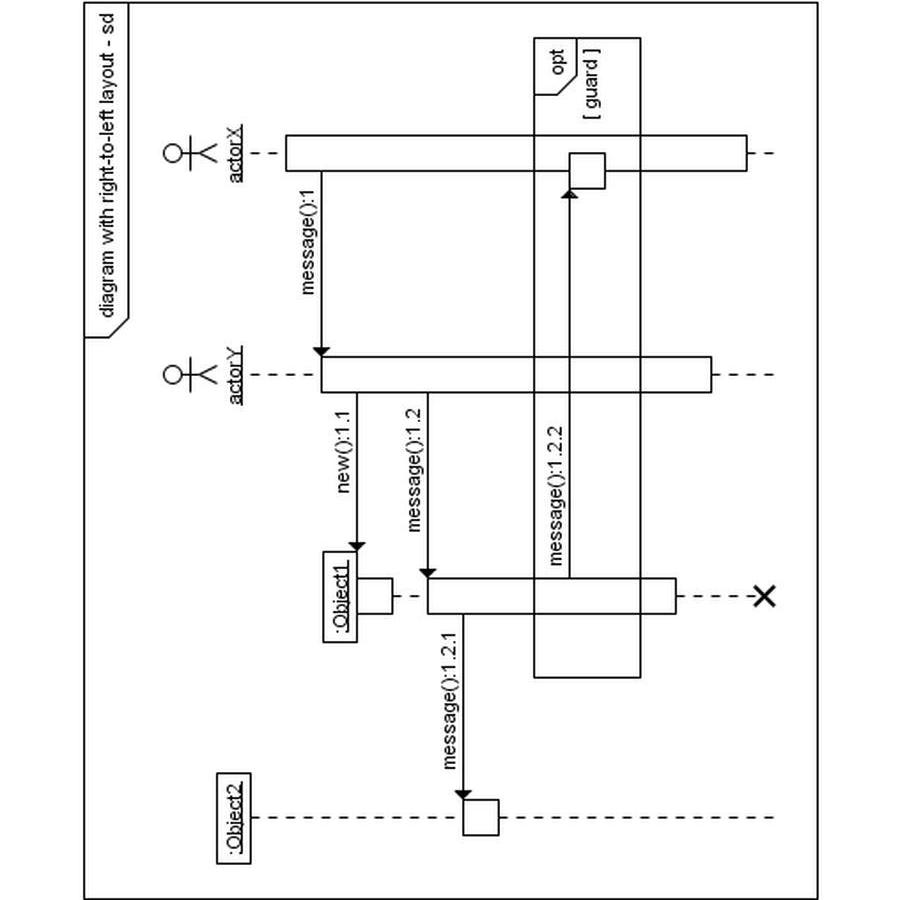 diagram with right-to-left layout - sd
opt
[ guard ]
actorX
message():1
actorY
new():1.1
message():1.2
message():1.2.2
:Object1
message():1.2.1
:Object2